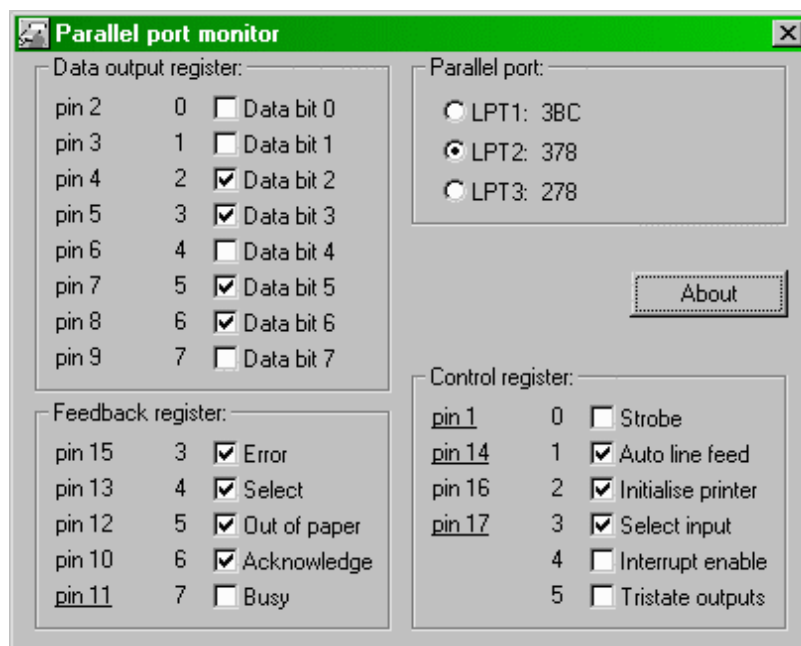 Parallel port monitor
Data output register:
pin 2 0 Data bit 0
pin 3 1 Data bit 1
pin 4 2 Data bit 2
pin 5 3 Data bit 3
pin 6 4 Data bit 4
pin 7 5 Data bit 5
pin 8 6 Data bit 6
pin 9 7 Data bit 7
Feedback register:
pin 15 3 Error
pin 13 4 Select
pin 12 5 Out of paper
pin 10 6 Acknowledge
pin 11 7 Busy
Parallel port:
LPT1: 3BC
LPT2: 378
LPT3: 278
About
Control register:
pin 1 0 Strobe
pin 14 1 Auto line feed
pin 16 2 Initialise printer
pin 17 3 Select input
4 Interrupt enable
5 Tristate outputs